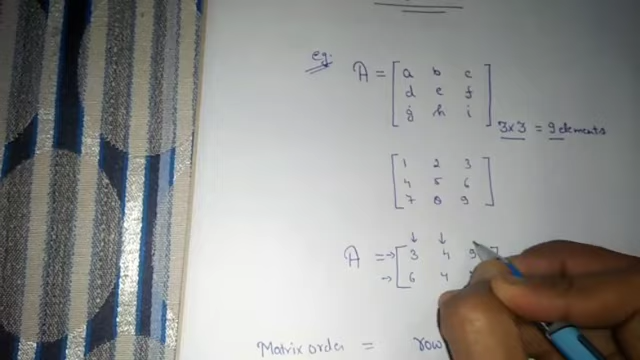 eg:
A = [ a b c
d e f
g h i ]
3x3 = 9 elements
[ 1 2 3
4 5 6
7 8 9 ]
A = → [ 3 4 9 ]
→ [ 6 4
Matrix order = row